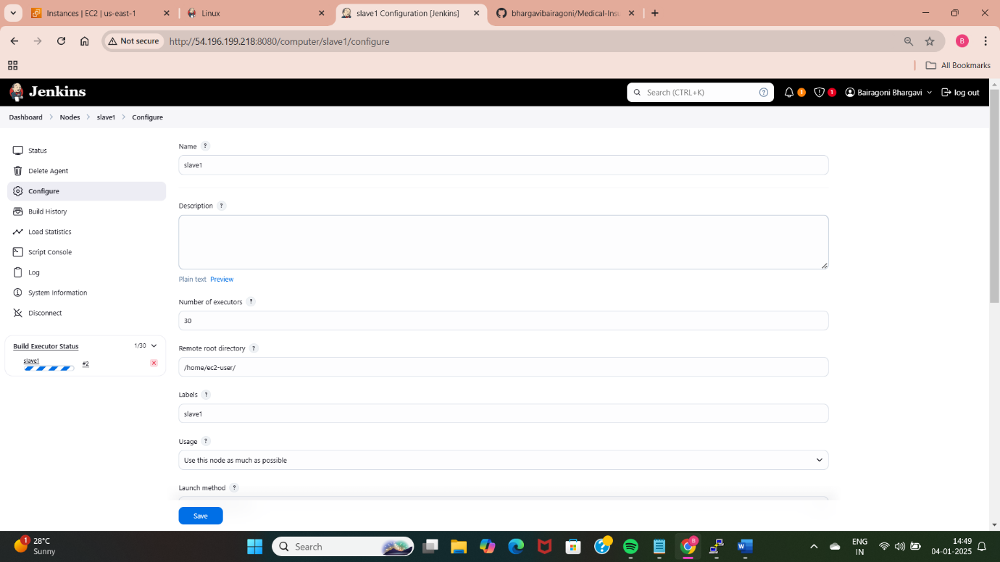 Instances | EC2 | us-east-1
Linux
slave1 Configuration [Jenkins]
bhargavibairagoni/Medical-Insu
Not secure
http://54.196.199.218:8080/computer/slave1/configure
B
All Bookmarks
Jenkins
Search (CTRL+K)
?
1
1
Bairagoni Bhargavi
log out
Dashboard
Nodes
slave1
Configure
Status
Delete Agent
Configure
Build History
Load Statistics
Script Console
Log
System Information
Disconnect
Build Executor Status
1/30
slave1
#2
Name ?
slave1
Description ?
Plain text Preview
Number of executors ?
30
Remote root directory ?
/home/ec2-user/
Labels ?
slave1
Usage ?
Use this node as much as possible
Launch method ?
Save
1
28°C
Sunny
Search
ENG
IN
14:49
04-01-2025